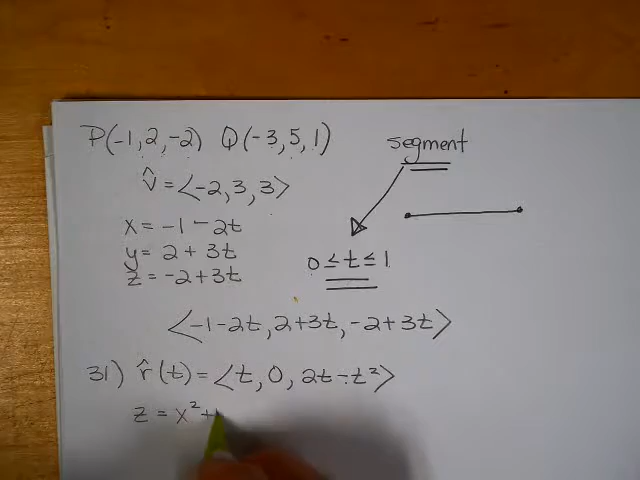 P(-1,2,-2) Q(-3,5,1)
segment
v̂ = <-2,3,3>
x = -1 - 2t
y = 2 + 3t
z = -2 + 3t
0 ≤ t ≤ 1
<-1-2t, 2+3t, -2+3t>
31) r̂(t) = <t, 0, 2t-t²>
z = x² +